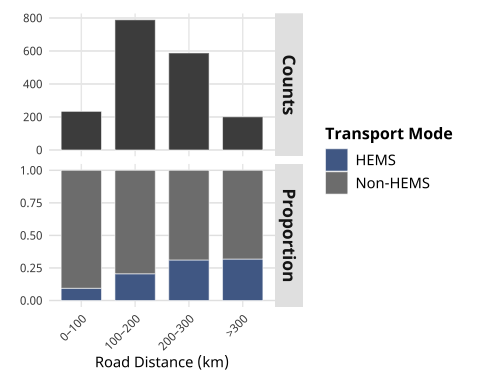 800
600
400
200
0
Counts
1.00
0.75
0.50
0.25
0.00
Proportion
0–100
100–200
200–300
>300
Road Distance (km)
Transport Mode
HEMS
Non-HEMS